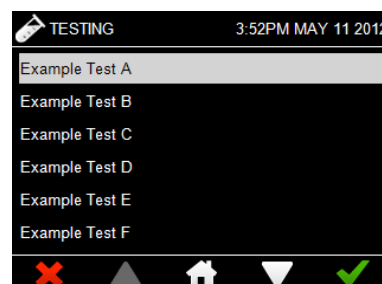 TESTING 3:52PM MAY 11 2012
Example Test A
Example Test B
Example Test C
Example Test D
Example Test E
Example Test F